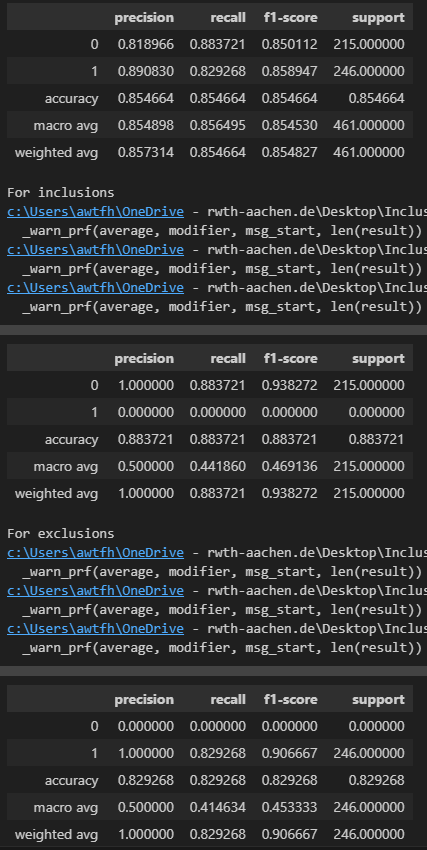 precision recall f1-score support
0 0.818966 0.883721 0.850112 215.000000
1 0.890830 0.829268 0.858947 246.000000
accuracy 0.854664 0.854664 0.854664 0.854664
macro avg 0.854898 0.856495 0.854530 461.000000
weighted avg 0.857314 0.854664 0.854827 461.000000
For inclusions
c:\Users\awtfh\OneDrive - rwth-aachen.de\Desktop\Inclus
_warn_prf(average, modifier, msg_start, len(result))
c:\Users\awtfh\OneDrive - rwth-aachen.de\Desktop\Inclus
_warn_prf(average, modifier, msg_start, len(result))
c:\Users\awtfh\OneDrive - rwth-aachen.de\Desktop\Inclus
_warn_prf(average, modifier, msg_start, len(result))
precision recall f1-score support
0 1.000000 0.883721 0.938272 215.000000
1 0.000000 0.000000 0.000000 0.000000
accuracy 0.883721 0.883721 0.883721 0.883721
macro avg 0.500000 0.441860 0.469136 215.000000
weighted avg 1.000000 0.883721 0.938272 215.000000
For exclusions
c:\Users\awtfh\OneDrive - rwth-aachen.de\Desktop\Inclus
_warn_prf(average, modifier, msg_start, len(result))
c:\Users\awtfh\OneDrive - rwth-aachen.de\Desktop\Inclus
_warn_prf(average, modifier, msg_start, len(result))
c:\Users\awtfh\OneDrive - rwth-aachen.de\Desktop\Inclus
_warn_prf(average, modifier, msg_start, len(result))
precision recall f1-score support
0 0.000000 0.000000 0.000000 0.000000
1 1.000000 0.829268 0.906667 246.000000
accuracy 0.829268 0.829268 0.829268 0.829268
macro avg 0.500000 0.414634 0.453333 246.000000
weighted avg 1.000000 0.829268 0.906667 246.000000